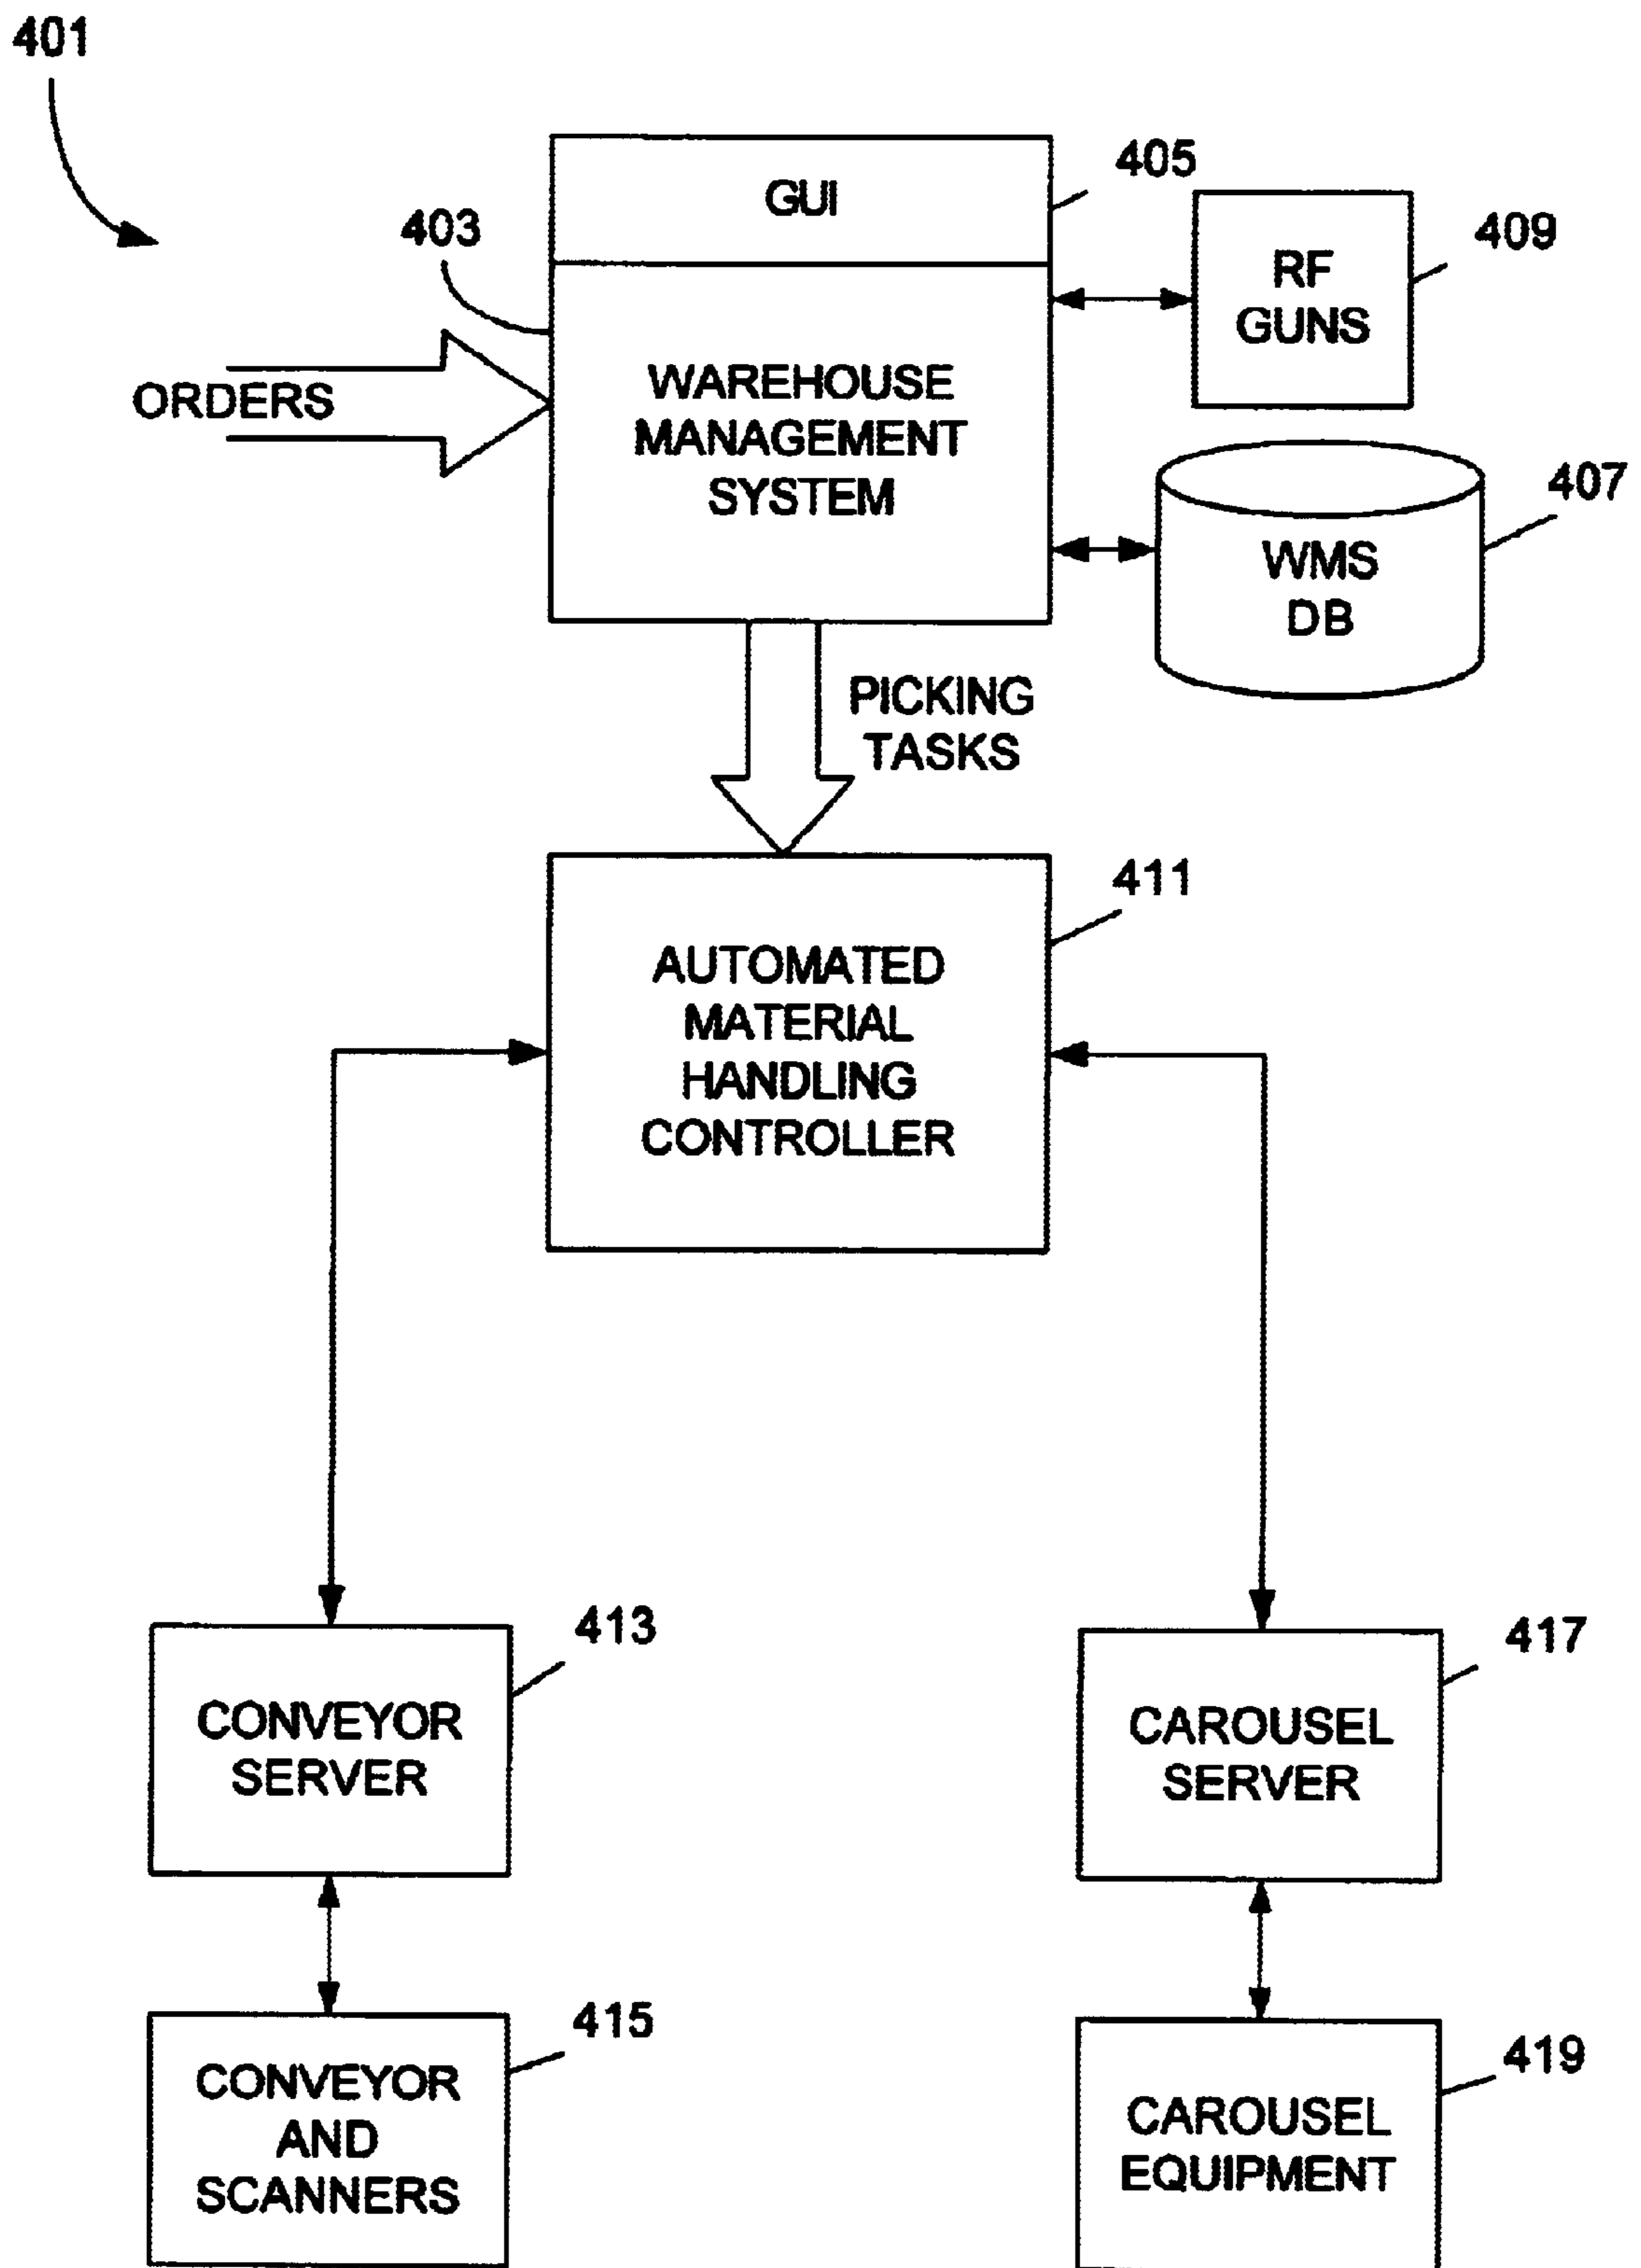 401
GUI
405
403
RF
GUNS
409
ORDERS
WAREHOUSE
MANAGEMENT
SYSTEM
WMS
DB
407
PICKING
TASKS
AUTOMATED
MATERIAL
HANDLING
CONTROLLER
411
CONVEYOR
SERVER
413
CAROUSEL
SERVER
417
CONVEYOR
AND
SCANNERS
415
CAROUSEL
EQUIPMENT
419